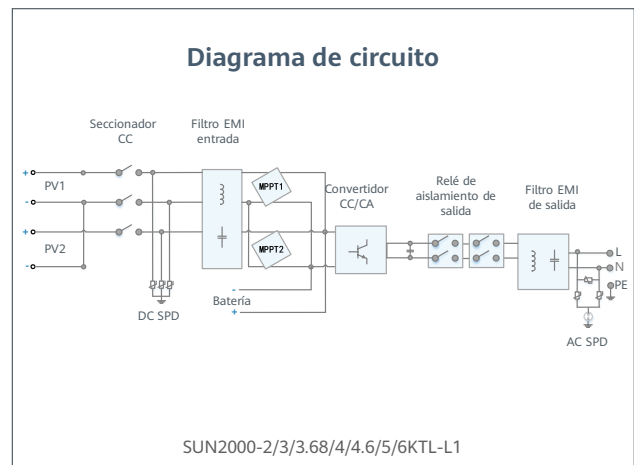 Diagrama de circuito
Seccionador
CC
Filtro EMI
entrada
+
PV1
-
+
PV2
-
DC SPD
MPPT1
MPPT2
-
Batería
+
Convertidor
CC/CA
Relé de
aislamiento de
salida
Filtro EMI
de salida
L
N
PE
AC SPD
SUN2000-2/3/3.68/4/4.6/5/6KTL-L1